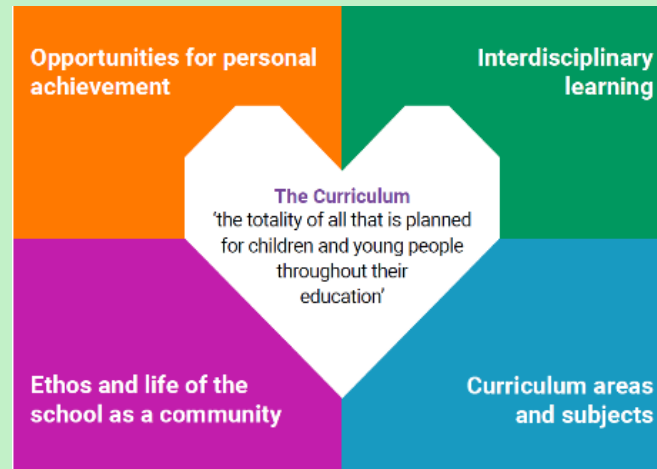 Opportunities for personal
achievement
Interdisciplinary
learning
The Curriculum
'the totality of all that is planned
for children and young people
throughout their
education'
Ethos and life of the
school as a community
Curriculum areas
and subjects